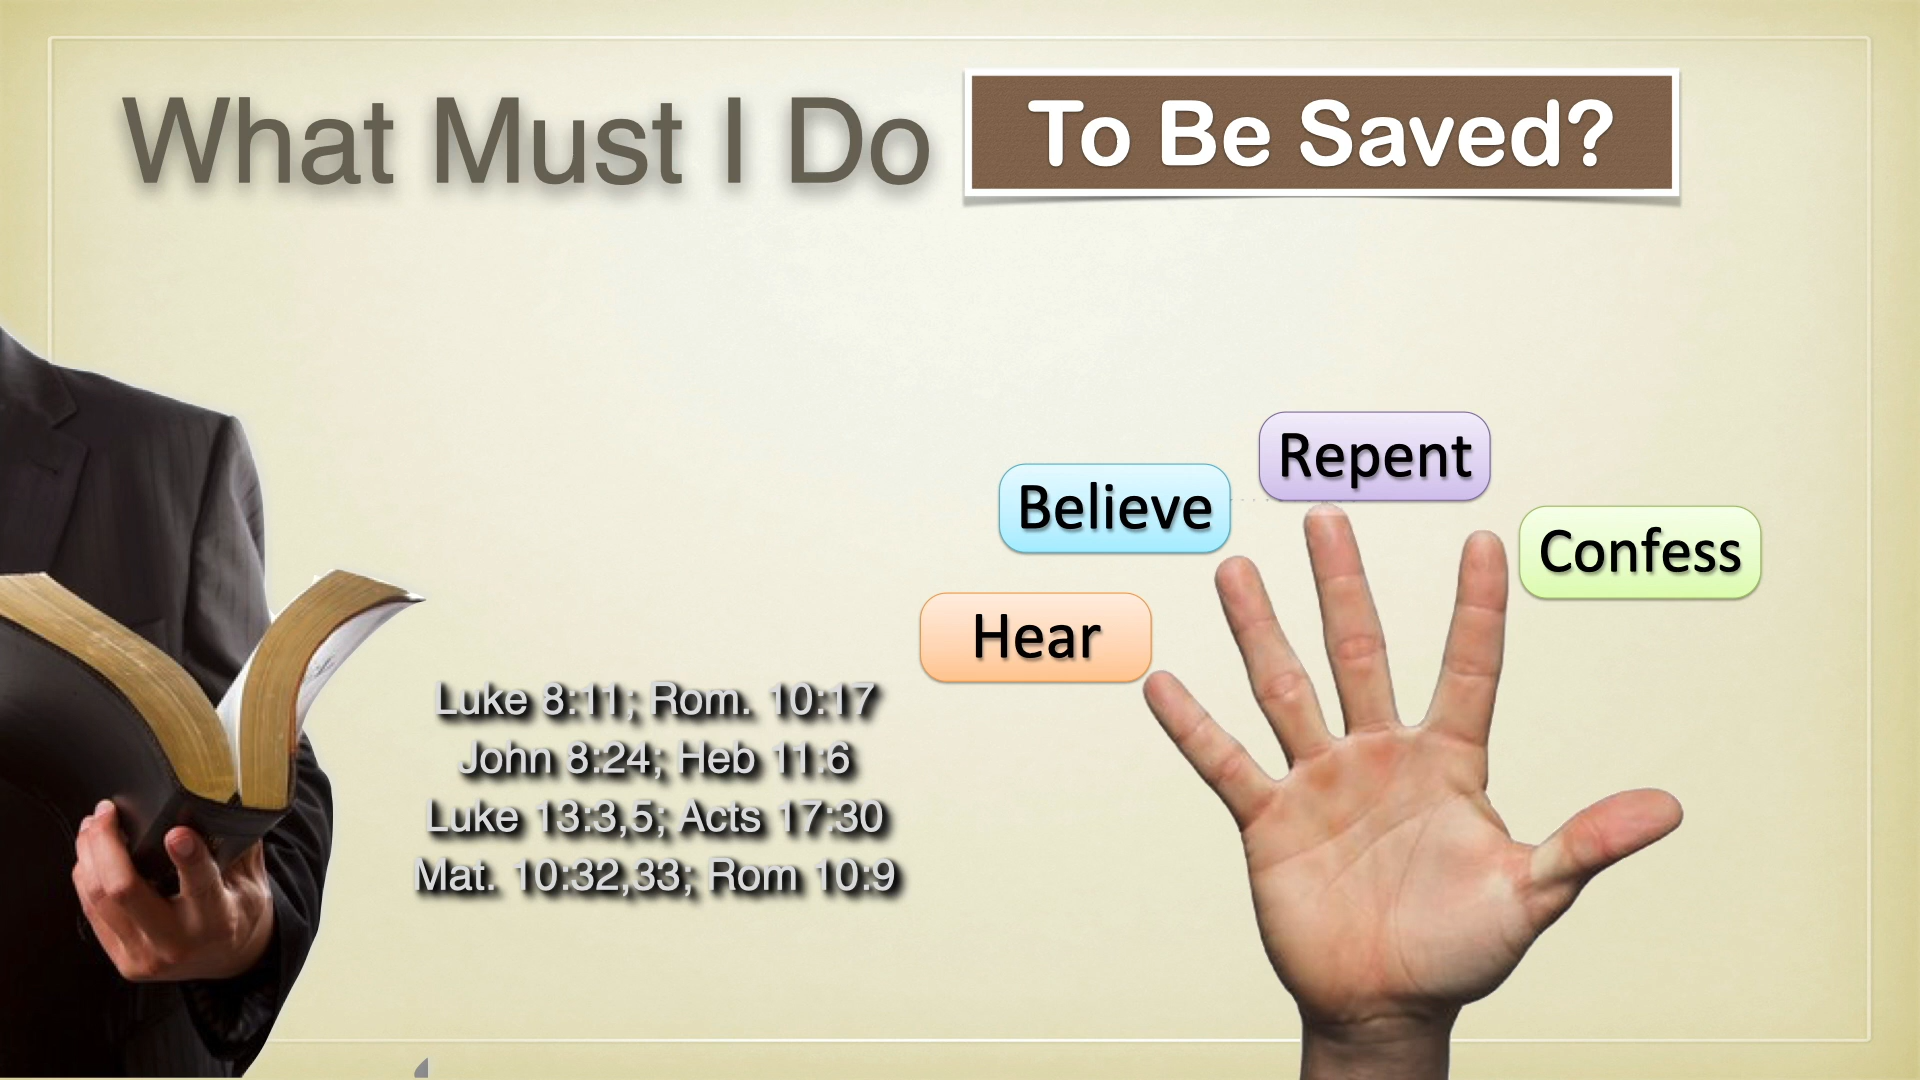 What Must I Do To Be Saved?
Repent
Believe
Confess
Hear
Luke 8:11; Rom. 10:17
John 8:24; Heb 11:6
Luke 13:3,5; Acts 17:30
Mat. 10:32,33; Rom 10:9